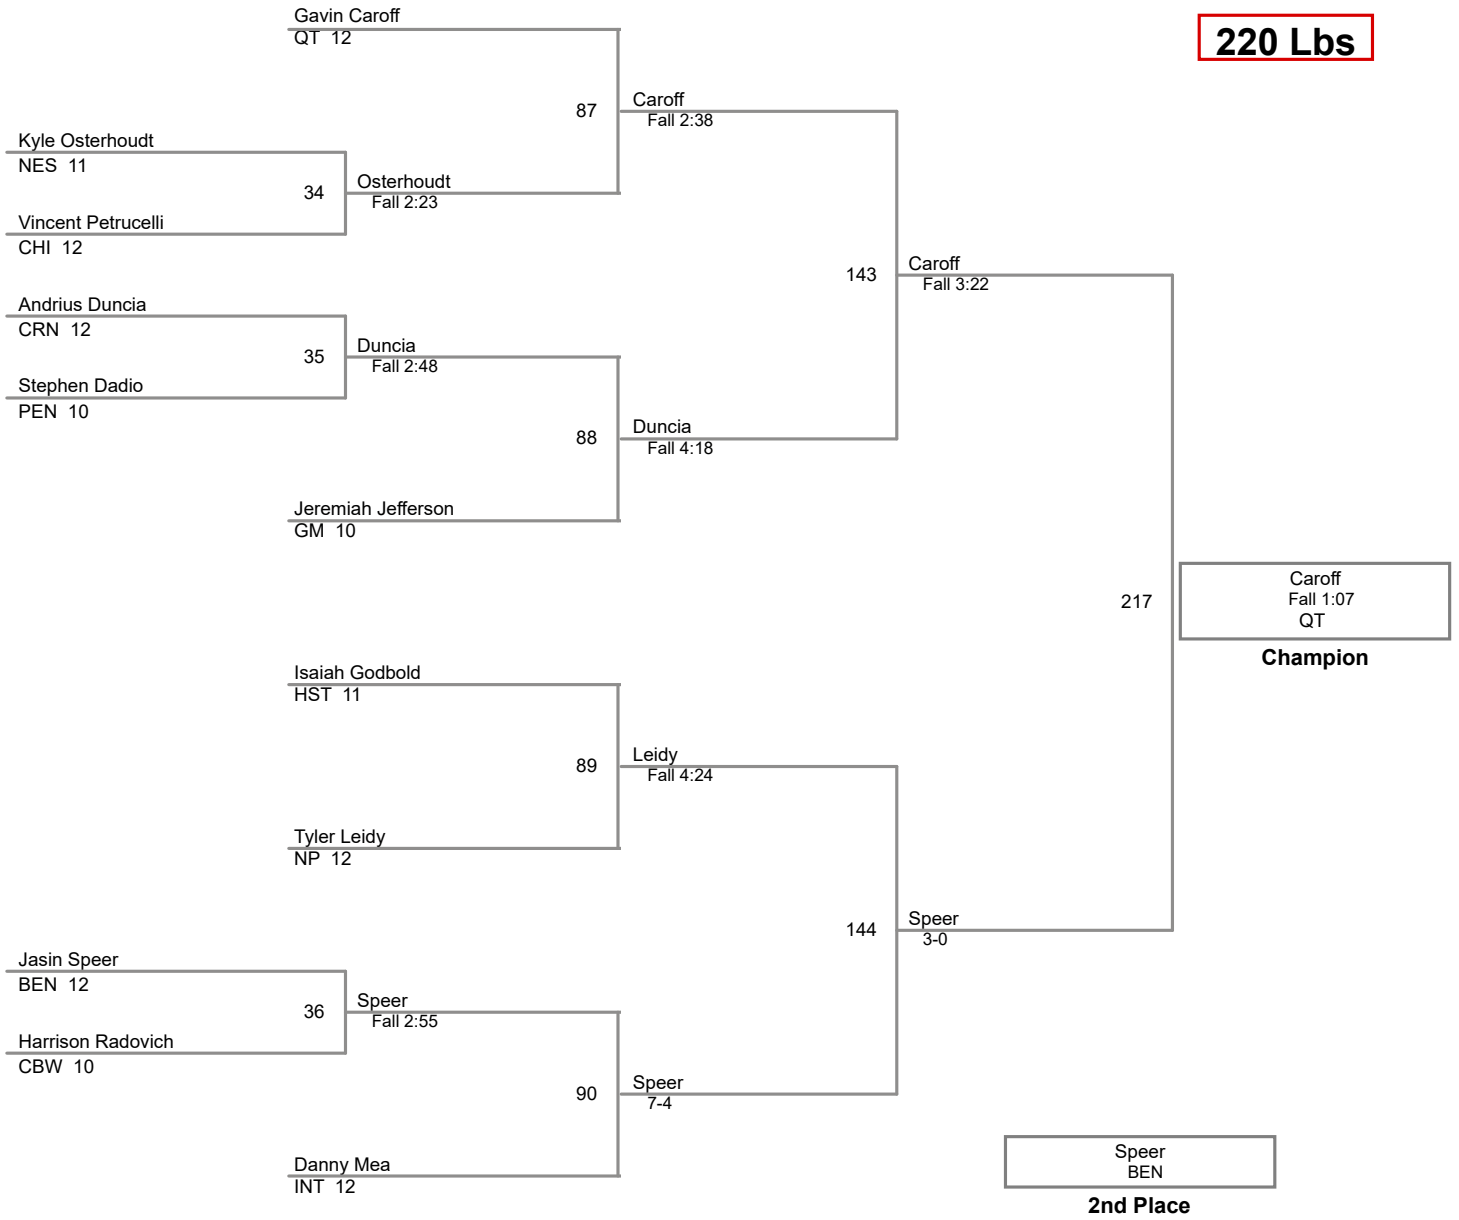 Gavin Caroff
QT 12
220 Lbs
87
Caroff
Fall 2:38
Kyle Osterhoudt
NES 11
34
Osterhoudt
Fall 2:23
Vincent Petrucelli
CHI 12
143
Caroff
Fall 3:22
Andrius Duncia
CRN 12
35
Duncia
Fall 2:48
Stephen Dadio
PEN 10
88
Duncia
Fall 4:18
Jeremiah Jefferson
GM 10
217
Caroff
Fall 1:07
QT
Champion
Isaiah Godbold
HST 11
89
Leidy
Fall 4:24
Tyler Leidy
NP 12
144
Speer
3-0
Jasin Speer
BEN 12
36
Speer
Fall 2:55
Harrison Radovich
CBW 10
90
Speer
7-4
Danny Mea
INT 12
Speer
BEN
2nd Place